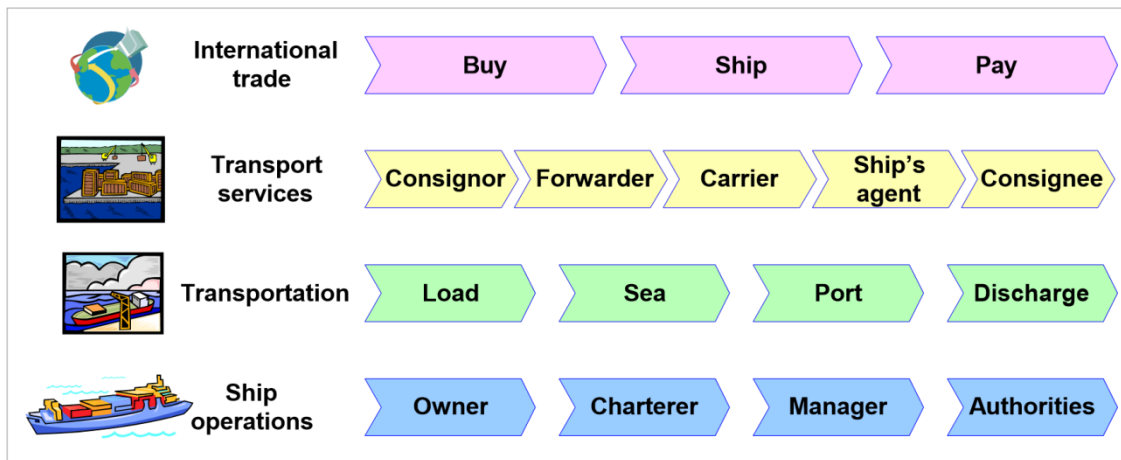 International
trade
Buy
Ship
Pay
Transport
services
Consignor
Forwarder
Carrier
Ship's
agent
Consignee
Transportation
Load
Sea
Port
Discharge
Ship
operations
Owner
Charterer
Manager
Authorities